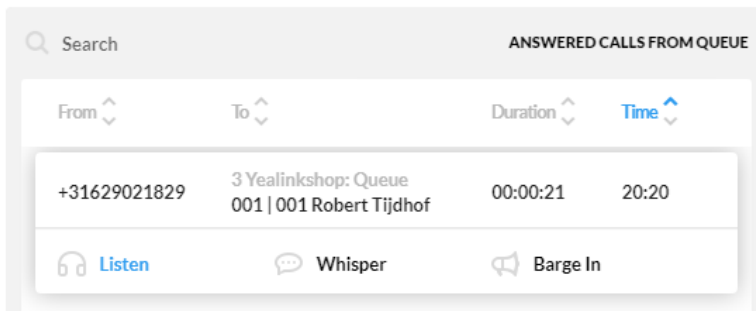 Search
ANSWERED CALLS FROM QUEUE
From To Duration Time
3 Yealinkshop: Queue
+31629021829 001 | 001 Robert Tijdhof 00:00:21 20:20
Listen Whisper Barge In